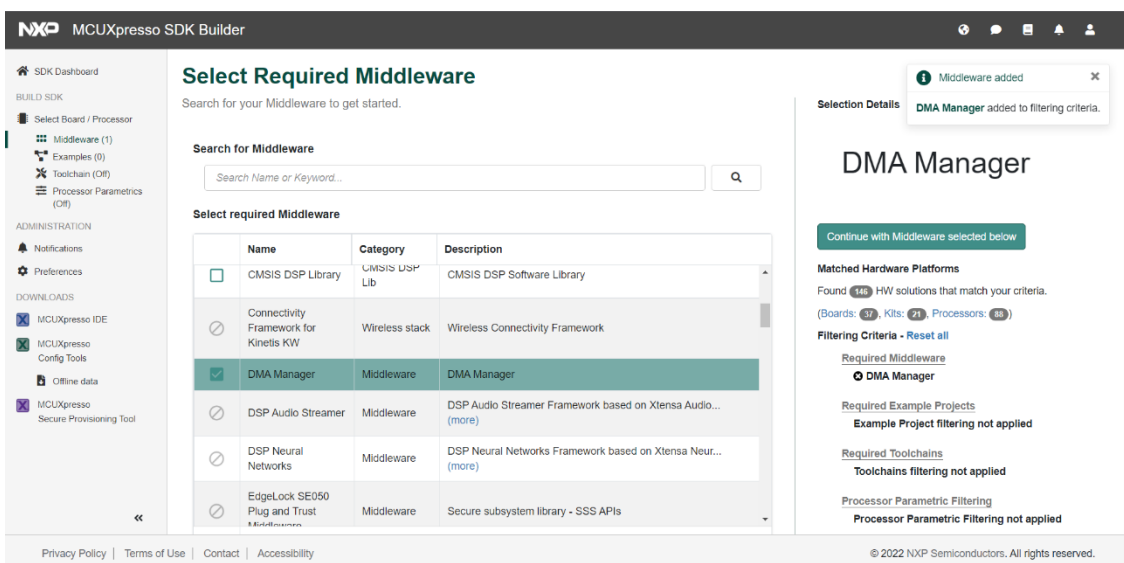 NXP MCUXpresso SDK Builder
SDK Dashboard
BUILD SDK
Select Board / Processor
Middleware (1)
Examples (0)
Toolchain (Off)
Processor Parametrics
(Off)
ADMINISTRATION
Notifications
Preferences
DOWNLOADS
MCUXpresso IDE
MCUXpresso
Config Tools
Offline data
MCUXpresso
Secure Provisioning Tool
«
Select Required Middleware
Search for your Middleware to get started.
Search for Middleware
Search Name or Keyword...
Select required Middleware
Name Category Description
CMSIS DSP Library CMSIS DSP CMSIS DSP Software Library
Lib
Connectivity
Framework for Wireless stack Wireless Connectivity Framework
Kinetis KW
DMA Manager Middleware DMA Manager
DSP Audio Streamer Middleware DSP Audio Streamer Framework based on Xtensa Audio...
(more)
DSP Neural Middleware DSP Neural Networks Framework based on Xtensa Neur...
Networks (more)
EdgeLock SE050
Plug and Trust Middleware Secure subsystem library - SSS APIs
Middleware
Middleware added
DMA Manager added to filtering criteria.
Selection Details
DMA Manager
Continue with Middleware selected below
Matched Hardware Platforms
Found 146 HW solutions that match your criteria.
(Boards: 37, Kits: 21, Processors: 88)
Filtering Criteria - Reset all
Required Middleware
DMA Manager
Required Example Projects
Example Project filtering not applied
Required Toolchains
Toolchains filtering not applied
Processor Parametric Filtering
Processor Parametric Filtering not applied
Privacy Policy | Terms of Use | Contact | Accessibility
© 2022 NXP Semiconductors. All rights reserved.